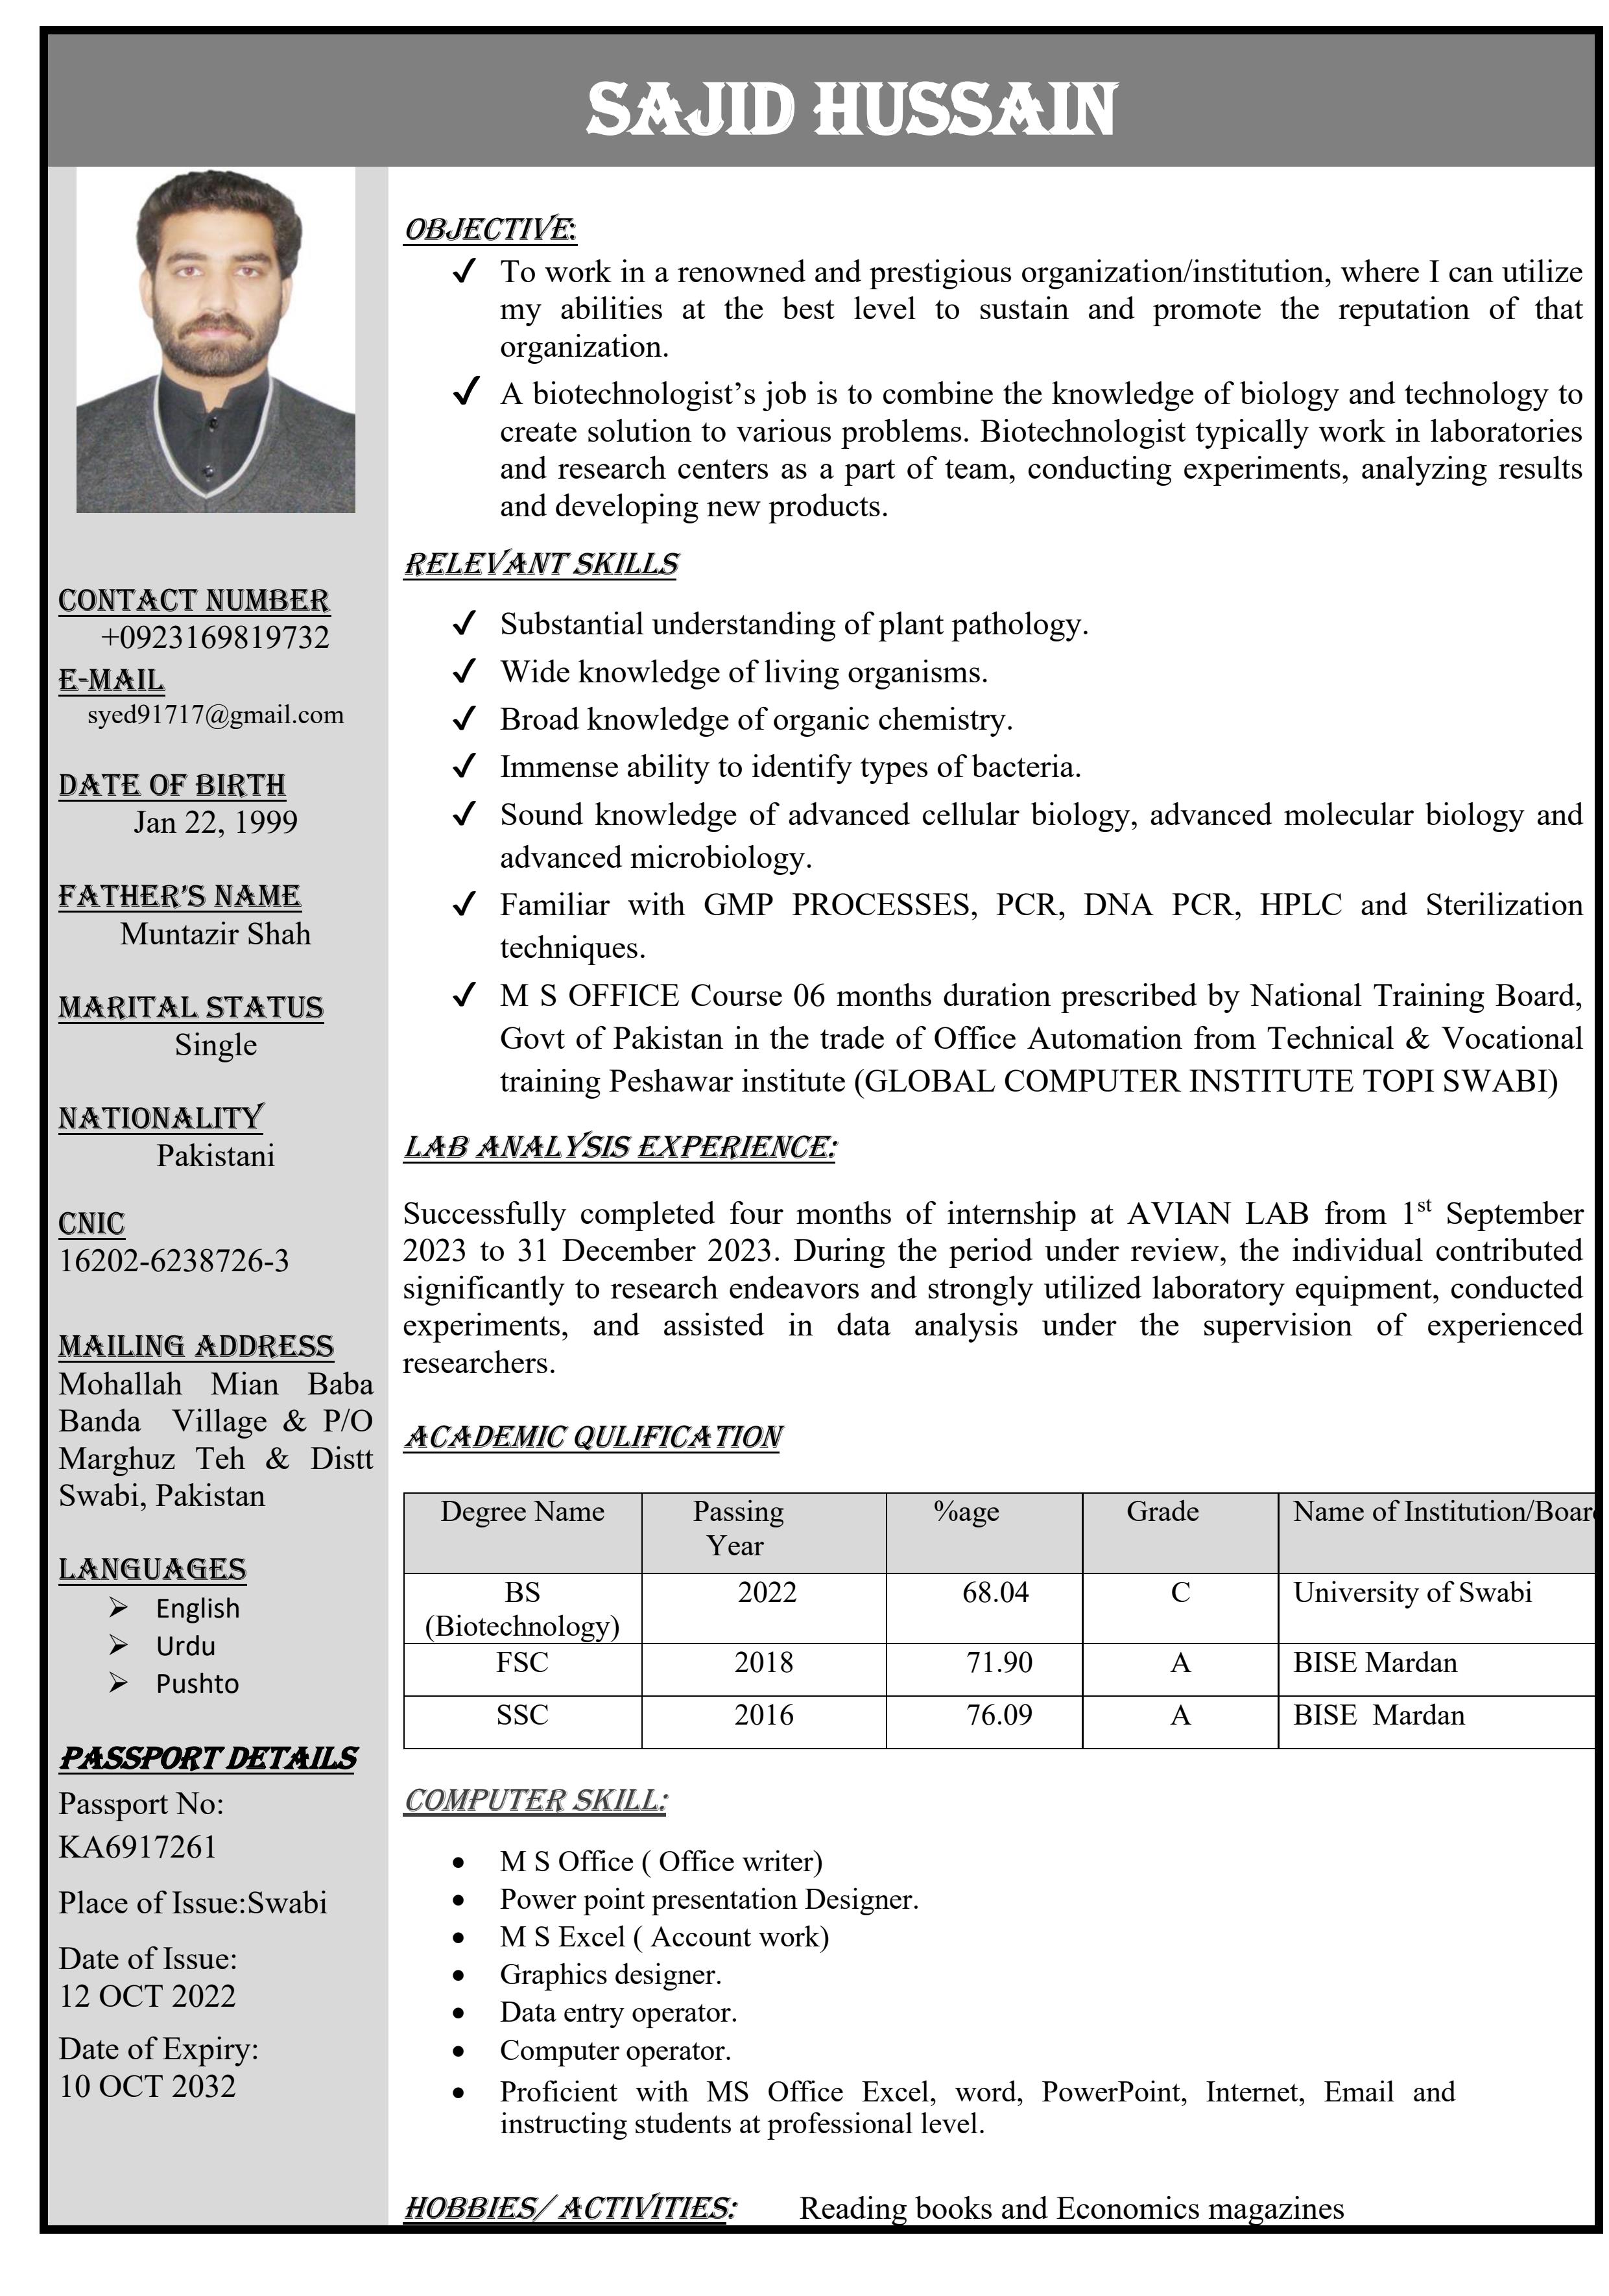 SAJID HUSSAIN
CONTACT NUMBER
+0923169819732
E-MAIL
syed91717@gmail.com
DATE OF BIRTH
Jan 22, 1999
FATHER’S NAME
Muntazir Shah
MARITAL STATUS
Single
NATIONALITY
Pakistani
CNIC
16202-6238726-3
MAILING ADDRESS
Mohallah Mian Baba
Banda Village & P/O
Marghuz Teh & Distt
Swabi, Pakistan
LANGUAGES
➢ English
➢ Urdu
➢ Pushto
PASSPORT DETAILS
Passport No:
KA6917261
Place of Issue:Swabi
Date of Issue:
12 OCT 2022
Date of Expiry:
10 OCT 2032
OBJECTIVE:
✓ To work in a renowned and prestigious organization/institution, where I can utilize
my abilities at the best level to sustain and promote the reputation of that
organization.
✓ A biotechnologist’s job is to combine the knowledge of biology and technology to
create solution to various problems. Biotechnologist typically work in laboratories
and research centers as a part of team, conducting experiments, analyzing results
and developing new products.
RELEVANT SKILLS
✓ Substantial understanding of plant pathology.
✓ Wide knowledge of living organisms.
✓ Broad knowledge of organic chemistry.
✓ Immense ability to identify types of bacteria.
✓ Sound knowledge of advanced cellular biology, advanced molecular biology and
advanced microbiology.
✓ Familiar with GMP PROCESSES, PCR, DNA PCR, HPLC and Sterilization
techniques.
✓ M S OFFICE Course 06 months duration prescribed by National Training Board,
Govt of Pakistan in the trade of Office Automation from Technical & Vocational
training Peshawar institute (GLOBAL COMPUTER INSTITUTE TOPI SWABI)
LAB ANALYSIS EXPERIENCE:
Successfully completed four months of internship at AVIAN LAB from 1st September
2023 to 31 December 2023. During the period under review, the individual contributed
significantly to research endeavors and strongly utilized laboratory equipment, conducted
experiments, and assisted in data analysis under the supervision of experienced
researchers.
ACADEMIC QULIFICATION
Degree Name Passing Year %age Grade Name of Institution/Boar
BS (Biotechnology) 2022 68.04 C University of Swabi
FSC 2018 71.90 A BISE Mardan
SSC 2016 76.09 A BISE Mardan
COMPUTER SKILL:
• M S Office ( Office writer)
• Power point presentation Designer.
• M S Excel ( Account work)
• Graphics designer.
• Data entry operator.
• Computer operator.
• Proficient with MS Office Excel, word, PowerPoint, Internet, Email and
instructing students at professional level.
HOBBIES/ ACTIVITIES: Reading books and Economics magazines